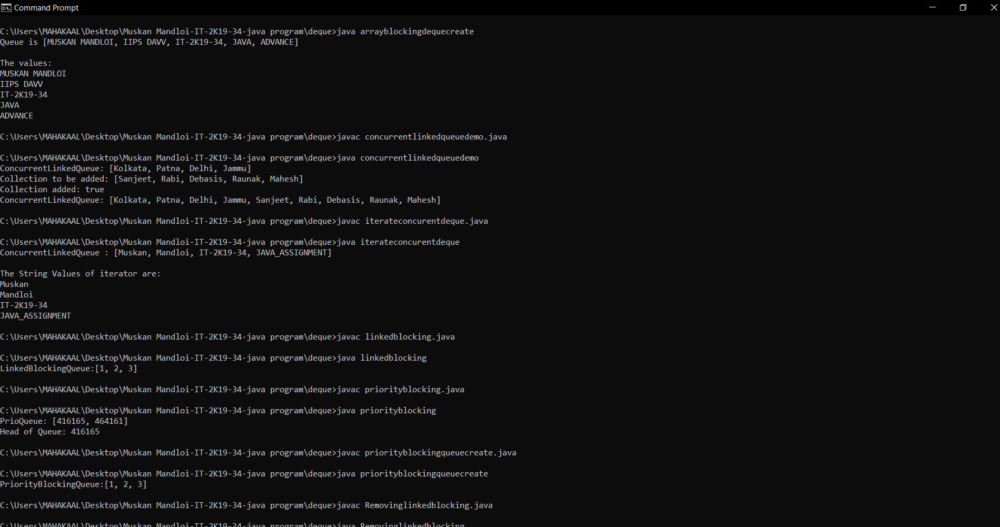 Command Prompt
C:\Users\MAHAKAAL\Desktop\Muskan Mandloi-IT-2K19-34-java program\deque>java arrayblockingdequecreate
Queue is [MUSKAN MANDLOI, IIPS DAVV, IT-2K19-34, JAVA, ADVANCE]
The values:
MUSKAN MANDLOI
IIPS DAVV
IT-2K19-34
JAVA
ADVANCE
C:\Users\MAHAKAAL\Desktop\Muskan Mandloi-IT-2K19-34-java program\deque>javac concurrentlinkedqueuedemo.java
C:\Users\MAHAKAAL\Desktop\Muskan Mandloi-IT-2K19-34-java program\deque>java concurrentlinkedqueuedemo
ConcurrentLinkedQueue: [Kolkata, Patna, Delhi, Jammu]
Collection to be added: [Sanjeet, Rabi, Debasis, Raunak, Mahesh]
Collection added: true
ConcurrentLinkedQueue: [Kolkata, Patna, Delhi, Jammu, Sanjeet, Rabi, Debasis, Raunak, Mahesh]
C:\Users\MAHAKAAL\Desktop\Muskan Mandloi-IT-2K19-34-java program\deque>javac iterateconcurentdeque.java
C:\Users\MAHAKAAL\Desktop\Muskan Mandloi-IT-2K19-34-java program\deque>java iterateconcurentdeque
ConcurrentLinkedQueue : [Muskan, Mandloi, IT-2K19-34, JAVA_ASSIGNMENT]
The String Values of iterator are:
Muskan
Mandloi
IT-2K19-34
JAVA_ASSIGNMENT
C:\Users\MAHAKAAL\Desktop\Muskan Mandloi-IT-2K19-34-java program\deque>javac linkedblocking.java
C:\Users\MAHAKAAL\Desktop\Muskan Mandloi-IT-2K19-34-java program\deque>java linkedblocking
LinkedBlockingQueue:[1, 2, 3]
C:\Users\MAHAKAAL\Desktop\Muskan Mandloi-IT-2K19-34-java program\deque>javac priorityblocking.java
C:\Users\MAHAKAAL\Desktop\Muskan Mandloi-IT-2K19-34-java program\deque>java priorityblocking
PrioQueue: [416165, 464161]
Head of Queue: 416165
C:\Users\MAHAKAAL\Desktop\Muskan Mandloi-IT-2K19-34-java program\deque>javac priorityblockingqueuecreate.java
C:\Users\MAHAKAAL\Desktop\Muskan Mandloi-IT-2K19-34-java program\deque>java priorityblockingqueuecreate
PriorityBlockingQueue:[1, 2, 3]
C:\Users\MAHAKAAL\Desktop\Muskan Mandloi-IT-2K19-34-java program\deque>javac Removinglinkedblocking.java
C:\Users\MAHAKAAL\Desktop\Muskan Mandloi-IT-2K19-34-java program\deque>java Removinglinkedblocking